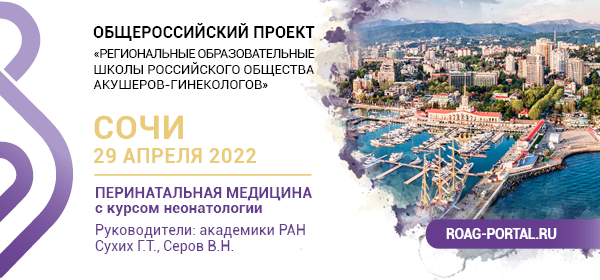 ОБЩЕРОССИЙСКИЙ ПРОЕКТ
«РЕГИОНАЛЬНЫЕ ОБРАЗОВАТЕЛЬНЫЕ
ШКОЛЫ РОССИЙСКОГО ОБЩЕСТВА
АКУШЕРОВ-ГИНЕКОЛОГОВ»
СОЧИ
29 АПРЕЛЯ 2022
ПЕРИНАТАЛЬНАЯ МЕДИЦИНА
с курсом неонатологии
Руководители: академики РАН
Сухих Г.Т., Серов В.Н.
ROAG-PORTAL.RU